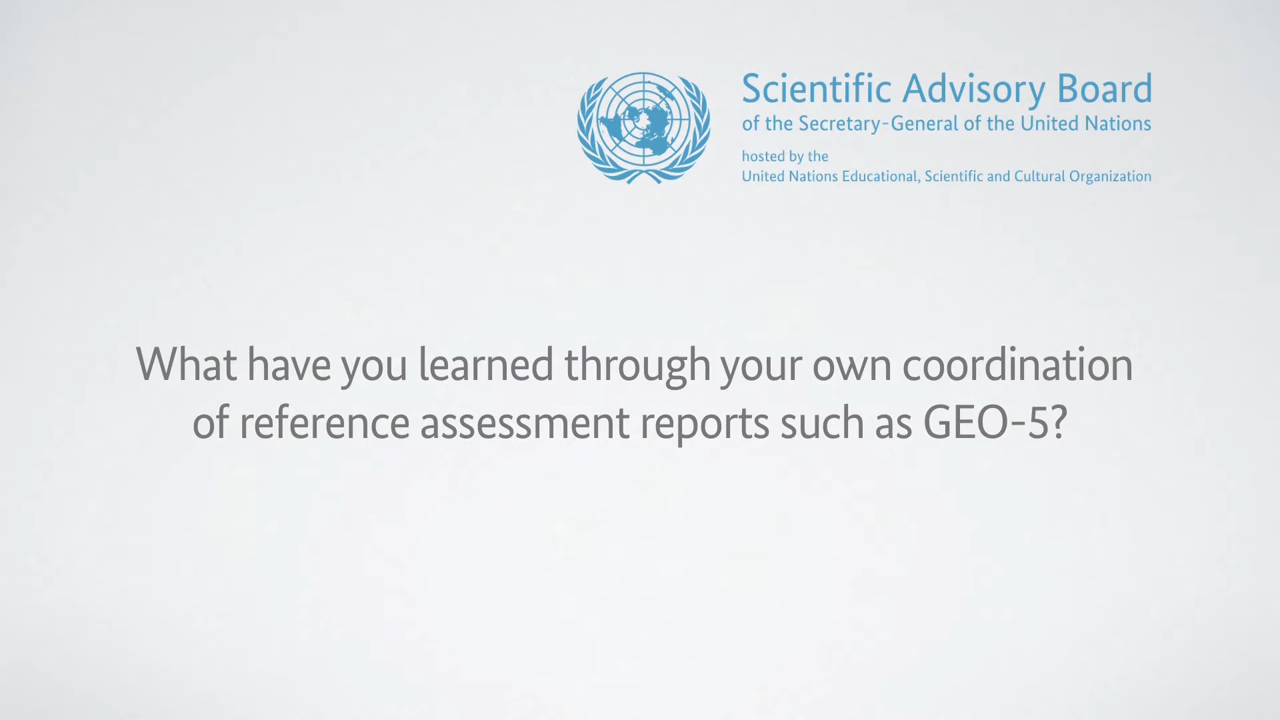 Scientific Advisory Board
of the Secretary-General of the United Nations
hosted by the
United Nations Educational, Scientific and Cultural Organization
What have you learned through your own coordination
of reference assessment reports such as GEO-5?